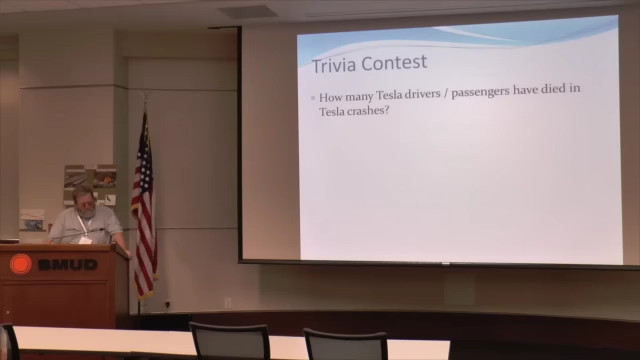 Trivia Contest
How many Tesla drivers / passengers have died in
Tesla crashes?
SMUD